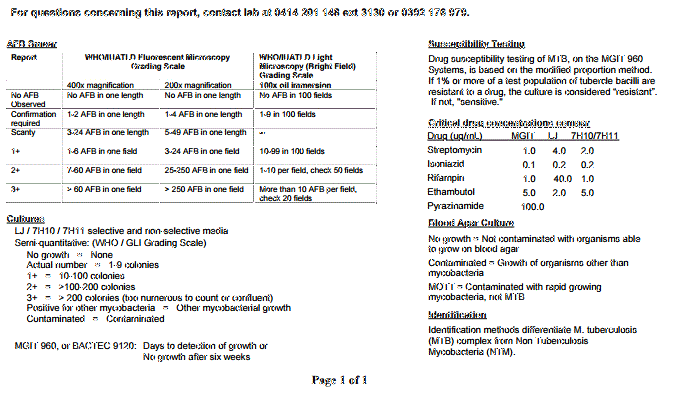 For questions concerning this report, contact lab at 0414 201 148 ext 3130 or 0392 178 979.
AFB Smear
Report WHO/IUATLD Fluorescent Microscopy Grading Scale WHO/IUATLD Light Microscopy (Bright Field) Grading Scale
400x magnification 200x magnification 100x oil immersion
No AFB Observed No AFB in one length No AFB in one length No AFB in 100 fields
Confirmation required 1-2 AFB in one length 1-4 AFB in one length 1-9 in 100 fields
Scanty 3-24 AFB in one length 5-49 AFB in one length
1+ 1-6 AFB in one field 3-24 AFB in one field 10-99 in 100 fields
2+ 7-60 AFB in one field 25-250 AFB in one field 1-10 per field, check 50 fields
3+ > 60 AFB in one field > 250 AFB in one field More than 10 AFB per field, check 20 fields
Cultures
LJ / 7H10 / 7H11 selective and non-selective media
Semi-quantitative: (WHO / GLI Grading Scale)
No growth = None
Actual number = 1-9 colonies
1+ = 10-100 colonies
2+ = >100-200 colonies
3+ = > 200 colonies (too numerous to count or confluent)
Positive for other mycobacteria = Other mycobacterial growth
Contaminated = Contaminated
MGIT 960, or BACTEC 9120: Days to detection of growth or
No growth after six weeks
Susceptibility Testing
Drug susceptibility testing of MTB, on the MGIT 960
Systems, is based on the modified proportion method.
If 1% or more of a test population of tubercle bacilli are
resistant to a drug, the culture is considered "resistant".
If not, "sensitive."
Critical drug concentrations
Drug (ug/mL) MGIT LJ 7H10/7H11
Streptomycin 1.0 4.0 2.0
Isoniazid 0.1 0.2 0.2
Rifampin 1.0 40.0 1.0
Ethambutol 5.0 2.0 5.0
Pyrazinamide 100.0
Blood Agar Culture
No growth = Not contaminated with organisms able
to grow on blood agar
Contaminated = Growth of organisms other than
mycobacteria
MOTT = Contaminated with rapid growing
mycobacteria, not MTB
Identification
Identification methods differentiate M. tuberculosis
(MTB) complex from Non Tuberculosis
Mycobacteria (NTM).
Page 1 of 1